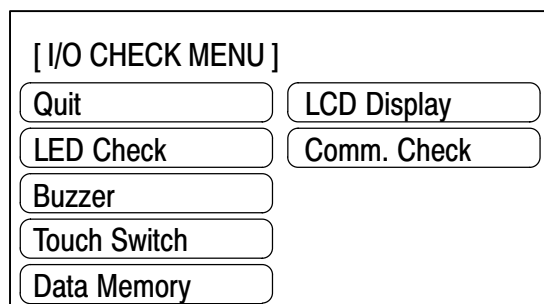 [ I/O CHECK MENU ]
Quit
LCD Display
LED Check
Comm. Check
Buzzer
Touch Switch
Data Memory